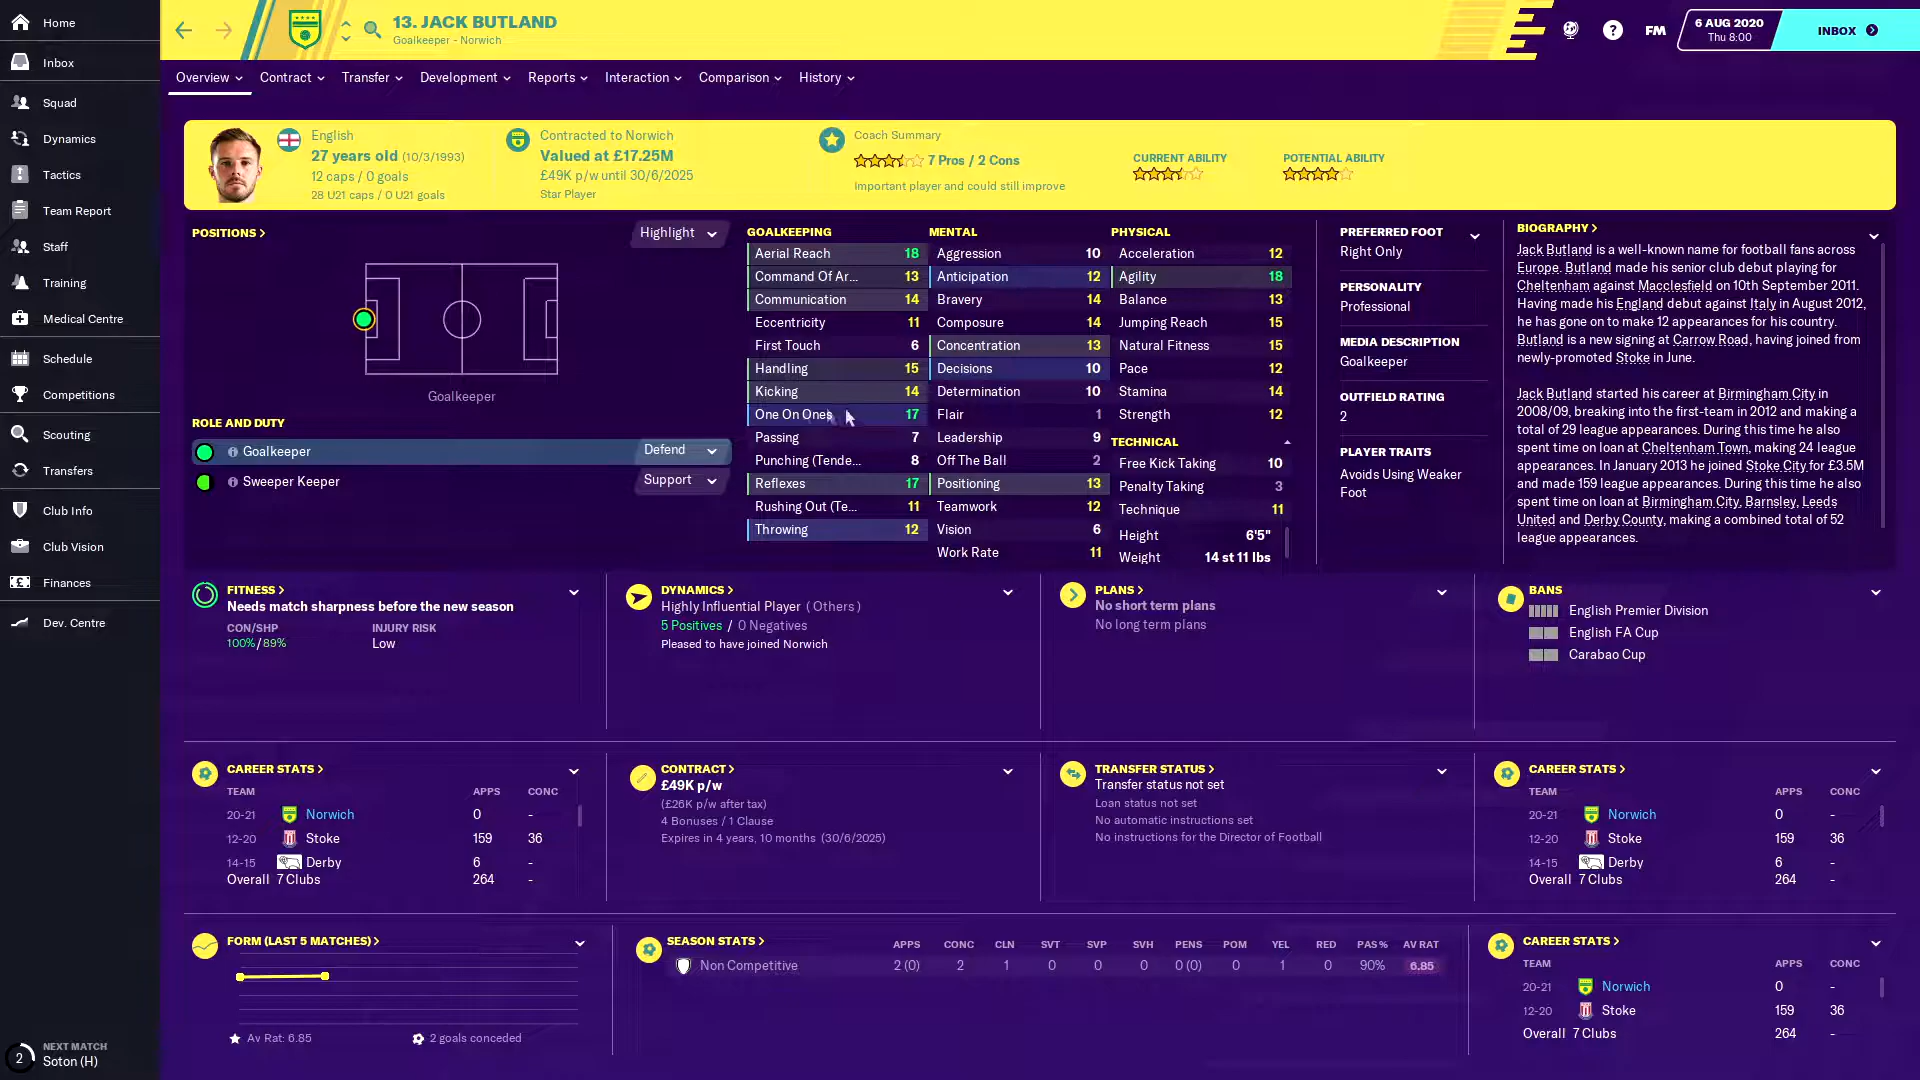 Home
Inbox
Squad
Dynamics
Tactics
Team Report
Staff
Training
Medical Centre
Schedule
Competitions
Scouting
Transfers
Club Info
Club Vision
Finances
Dev. Centre
2
NEXT MATCH
Soton (H)
13. JACK BUTLAND
Goalkeeper - Norwich
?
FM
6 AUG 2020
Thu 8:00
INBOX
Overview
Contract
Transfer
Development
Reports
Interaction
Comparison
History
English
27 years old (10/3/1993)
12 caps / 0 goals
28 U21 caps / 0 U21 goals
Contracted to Norwich
Valued at £17.25M
£49K p/w until 30/6/2025
Star Player
Coach Summary
7 Pros / 2 Cons
Important player and could still improve
CURRENT ABILITY
POTENTIAL ABILITY
POSITIONS >
Highlight
Goalkeeper
ROLE AND DUTY
Goalkeeper
Defend
Sweeper Keeper
Support
GOALKEEPING
Aerial Reach 18
Command Of Ar... 13
Communication 14
Eccentricity 11
First Touch 6
Handling 15
Kicking 14
One On Ones 17
Passing 7
Punching (Tende... 8
Reflexes 17
Rushing Out (Te... 11
Throwing 12
MENTAL
Aggression 10
Anticipation 12
Bravery 14
Composure 14
Concentration 13
Decisions 10
Determination 10
Flair 1
Leadership 9
Off The Ball 2
Positioning 13
Teamwork 12
Vision 6
Work Rate 11
PHYSICAL
Acceleration 12
Agility 18
Balance 13
Jumping Reach 15
Natural Fitness 15
Pace 12
Stamina 14
Strength 12
TECHNICAL
Free Kick Taking 10
Penalty Taking 3
Technique 11
Height 6'5"
Weight 14 st 11 lbs
PREFERRED FOOT
Right Only
PERSONALITY
Professional
MEDIA DESCRIPTION
Goalkeeper
OUTFIELD RATING
2
PLAYER TRAITS
Avoids Using Weaker
Foot
BIOGRAPHY >
Jack Butland is a well-known name for football fans across
Europe. Butland made his senior club debut playing for
Cheltenham against Macclesfield on 10th September 2011.
Having made his England debut against Italy in August 2012,
he has gone on to make 12 appearances for his country.
Butland is a new signing at Carrow Road, having joined from
newly-promoted Stoke in June.
Jack Butland started his career at Birmingham City in
2008/09, breaking into the first-team in 2012 and making a
total of 29 league appearances. During this time he also
spent time on loan at Cheltenham Town, making 24 league
appearances. In January 2013 he joined Stoke City for £3.5M
and made 159 league appearances. During this time he also
spent time on loan at Birmingham City, Barnsley, Leeds
United and Derby County, making a combined total of 52
league appearances.
FITNESS >
Needs match sharpness before the new season
CON/SHP INJURY RISK
100%/89% Low
DYNAMICS >
Highly Influential Player (Others)
5 Positives / 0 Negatives
Pleased to have joined Norwich
PLANS >
No short term plans
No long term plans
BANS
English Premier Division
English FA Cup
Carabao Cup
CAREER STATS >
TEAM APPS CONC
20-21 Norwich 0 -
12-20 Stoke 159 36
14-15 Derby 6 -
Overall 7 Clubs 264 -
CONTRACT >
£49K p/w
(£26K p/w after tax)
4 Bonuses / 1 Clause
Expires in 4 years, 10 months (30/6/2025)
TRANSFER STATUS >
Transfer status not set
Loan status not set
No automatic instructions set
No instructions for the Director of Football
CAREER STATS >
TEAM APPS CONC
20-21 Norwich 0 -
12-20 Stoke 159 36
14-15 Derby 6 -
Overall 7 Clubs 264 -
FORM (LAST 5 MATCHES) >
Av Rat: 6.85
2 goals conceded
SEASON STATS >
APPS CONC CLN SVT SVP SVH PENS POM YEL RED PAS % AV RAT
Non Competitive 2 (0) 2 1 0 0 0 0 (0) 0 1 0 90% 6.85
CAREER STATS >
TEAM APPS CONC
20-21 Norwich 0 -
12-20 Stoke 159 36
Overall 7 Clubs 264 -